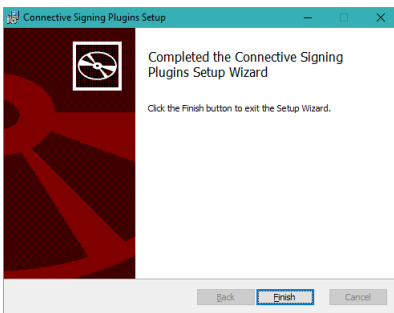 Connective Signing Plugins Setup
Completed the Connective Signing
Plugins Setup Wizard
Click the Finish button to exit the Setup Wizard.
Back Finish Cancel